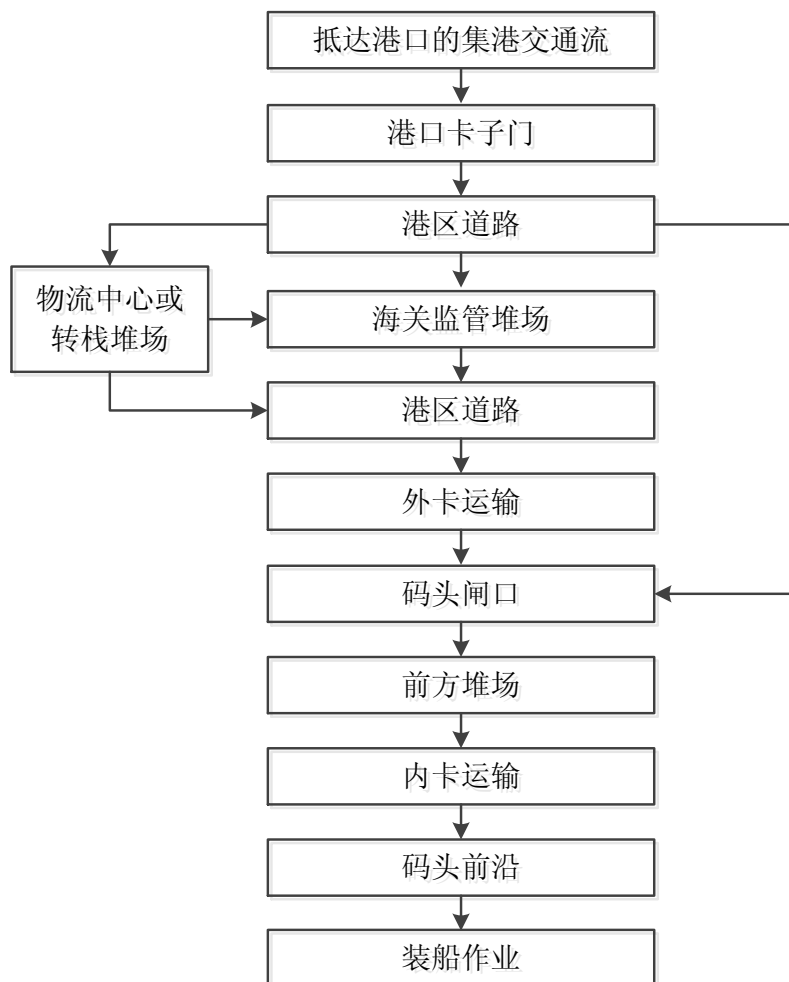 抵达港口的集港交通流
港口卡子门
港区道路
物流中心或
转栈堆场
海关监管堆场
港区道路
外卡运输
码头闸口
前方堆场
内卡运输
码头前沿
装船作业